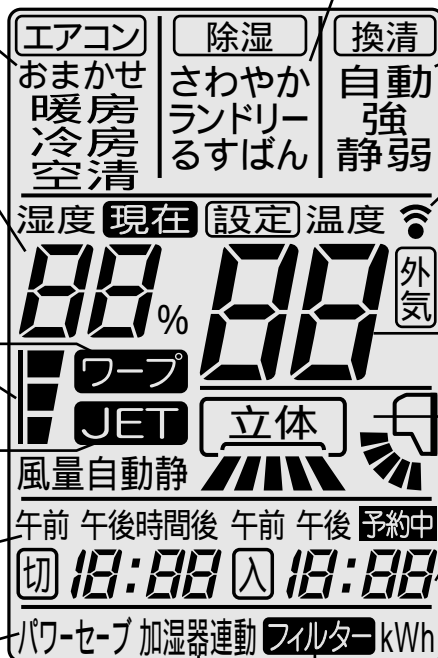 エアコン 除湿 換清
おまかせ さわやか 自動
暖房 ランドリー 強
冷房 るすばん 静弱
空清
湿度 現在 設定 温度
88% 88 外気
ワープ
JET 立体
風量自動静
午前 午後時間後 午前 午後 予約中
切 18:88 入 18:88
パワーセーブ 加湿器連動 フィルター kWh